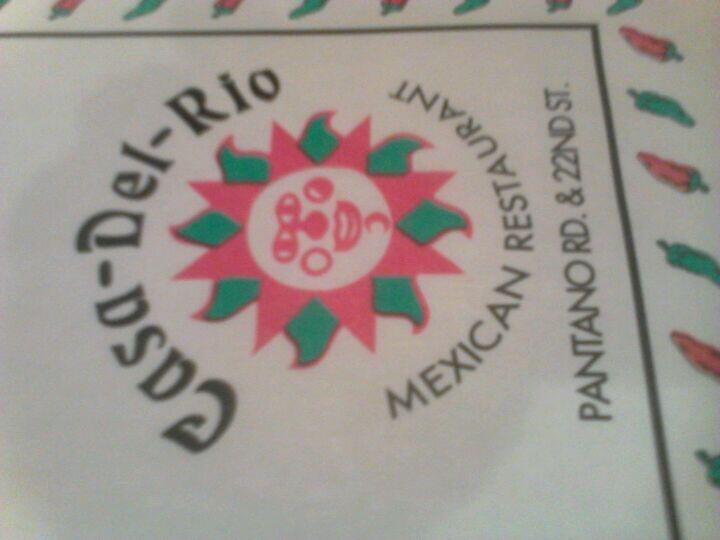 Casa-Del-Rio
MEXICAN RESTAURANT
PANTANO RD. & 22ND ST.